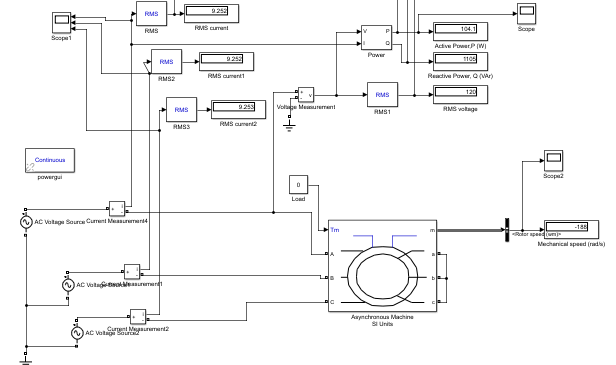 9.252
RMS
RMS current
Scope1
Scope
V
P
I
Q
Power
104.1
Active Power,P (W)
1105
Reactive Power, Q (VAr)
9.252
RMS
RMS2
RMS current1
+
-
v
Voltage Measurement
RMS
RMS1
120
RMS voltage
9.253
RMS
RMS3
RMS current2
Continuous
powergui
Scope2
0
Load
+
i
-
AC Voltage Source
Current Measurement4
Tm
m
<Rotor speed (wm)>
-188
Mechanical speed (rad/s)
A
a
B
b
C
c
+
i
-
AC Voltage Source1
Current Measurement1
+
i
-
AC Voltage Source2
Current Measurement2
Asynchronous Machine
SI Units